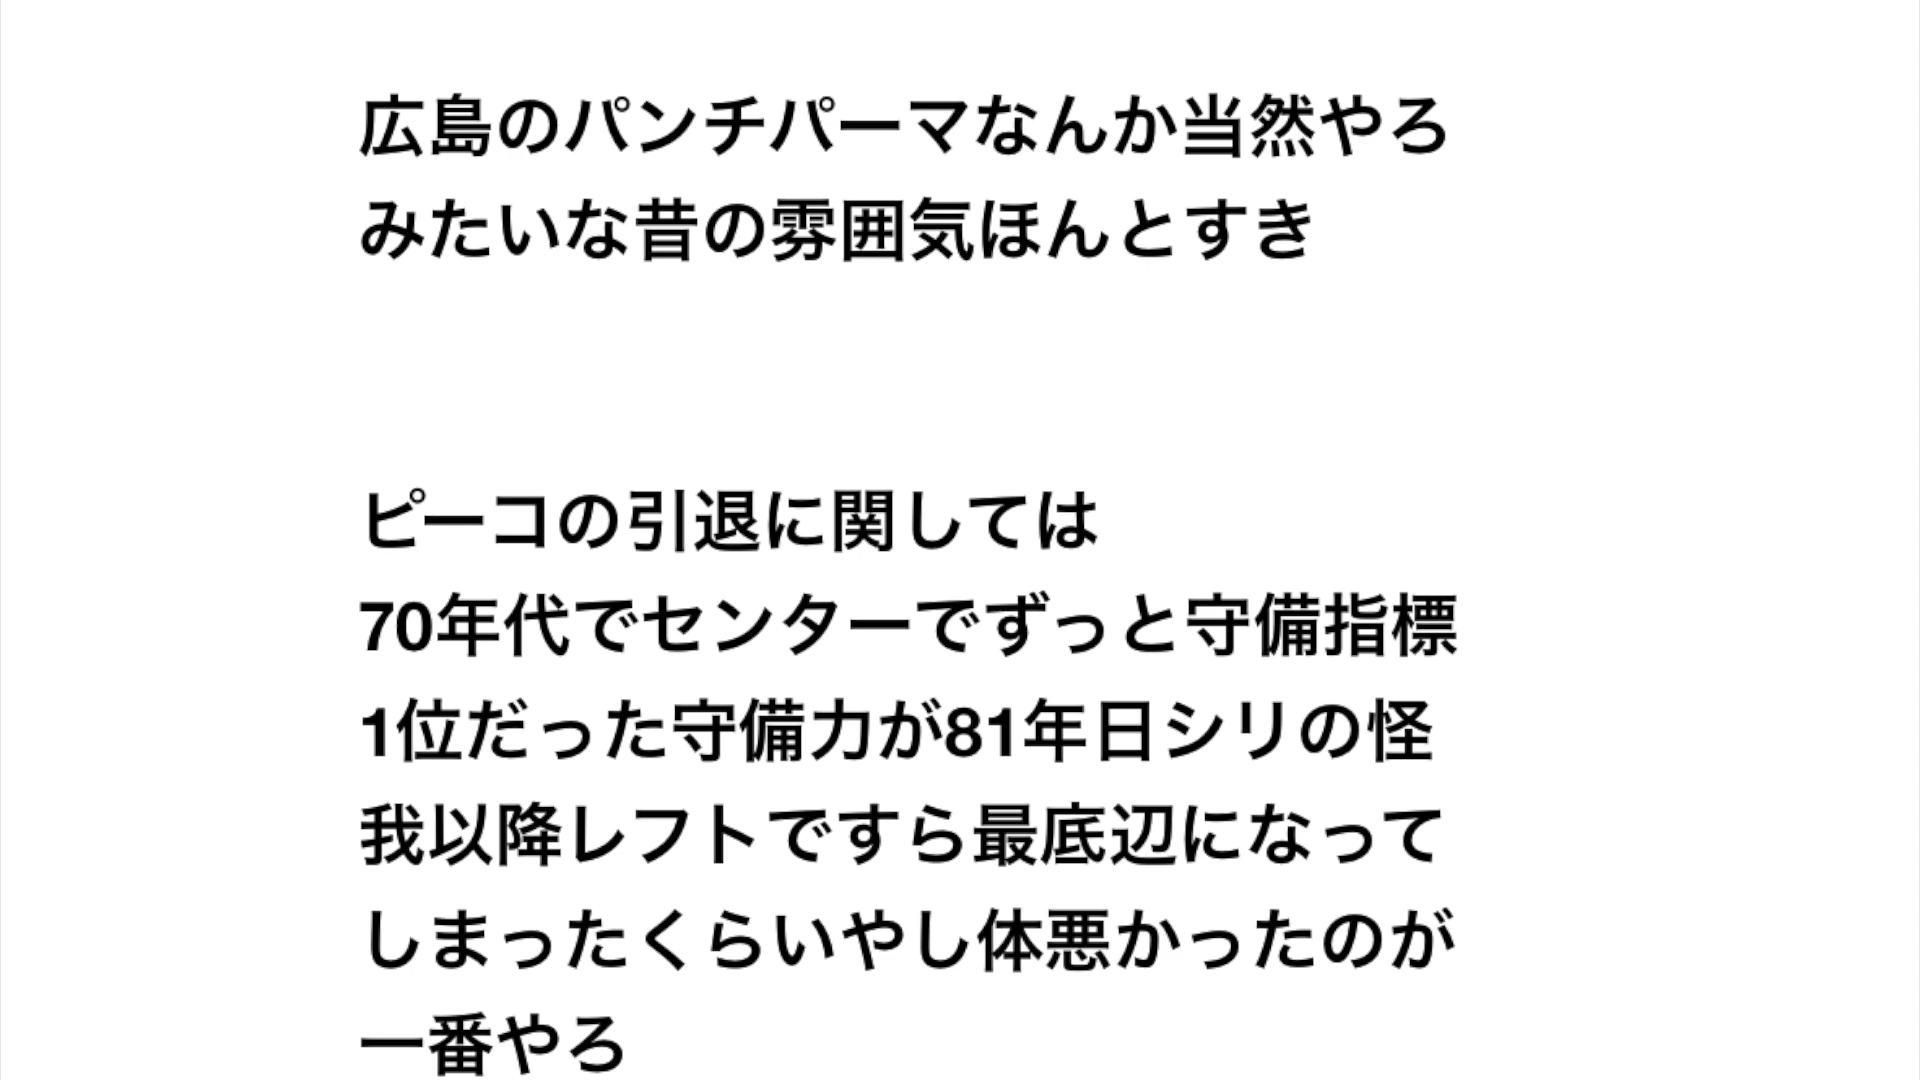 広島のパンチパーマなんか当然やろ
みたいな昔の雰囲気ほんとすき
ピーコの引退に関しては
70年代でセンターでずっと守備指標
1位だった守備力が81年日シリの怪
我以降レフトですら最底辺になって
しまったくらいやし体悪かったのが
一番やろ